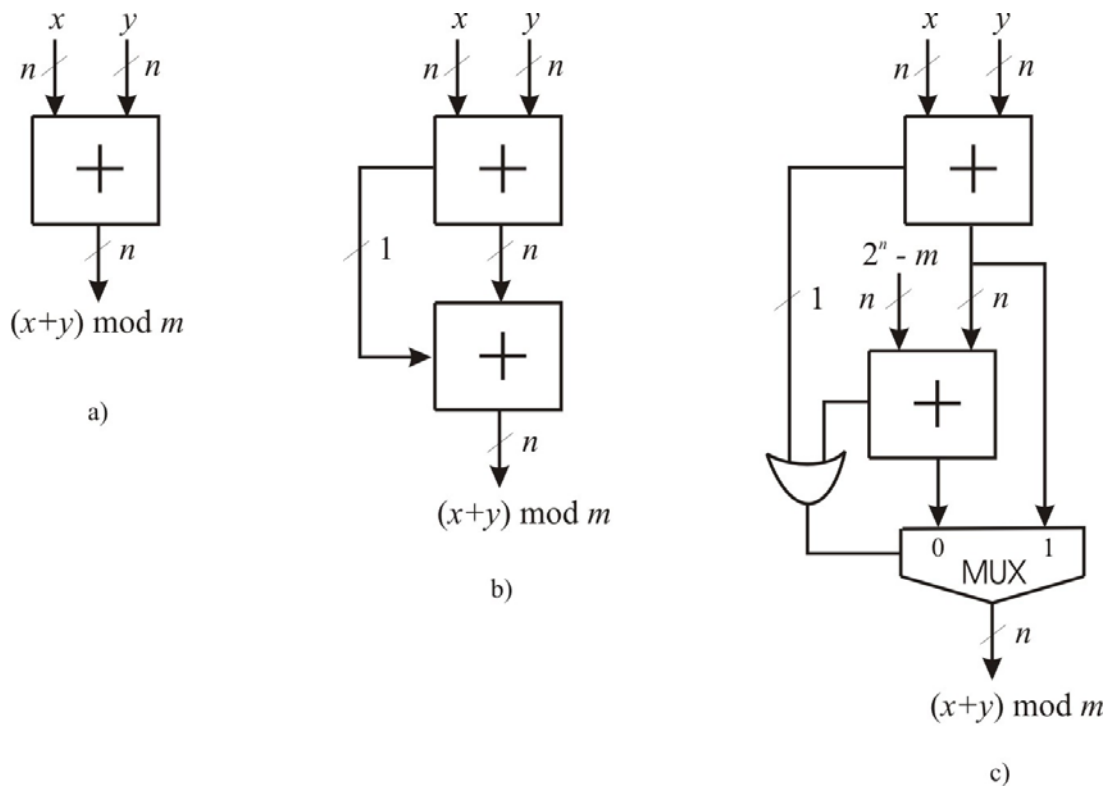 x y
n n
+
n
(x+y) mod m
a)
x y
n n
+
1 n
+
n
(x+y) mod m
b)
x y
n n
+
2ⁿ - m
1 n n
+
0 1
MUX
n
(x+y) mod m
c)